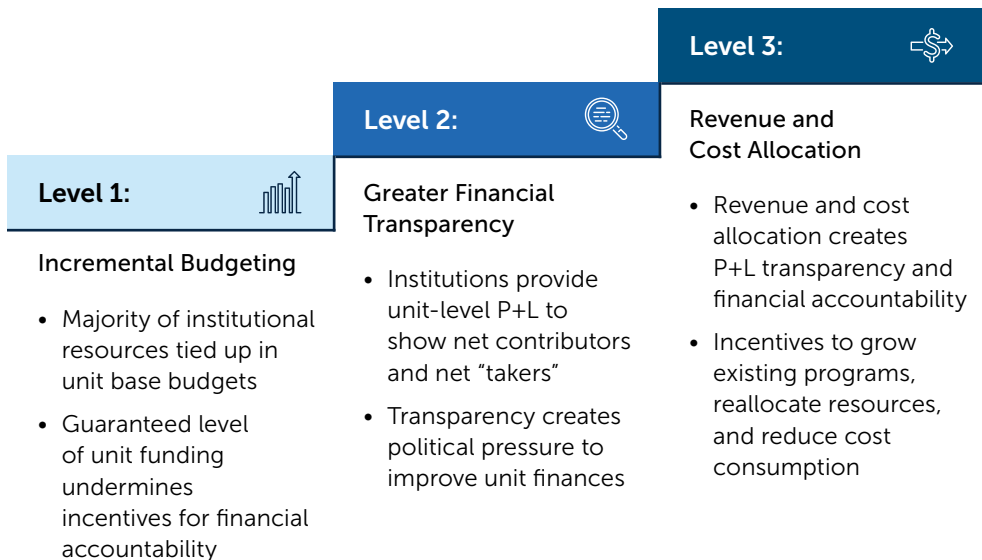 Level 1:
Incremental Budgeting
• Majority of institutional
resources tied up in
unit base budgets
• Guaranteed level
of unit funding
undermines
incentives for financial
accountability
Level 2:
Greater Financial
Transparency
• Institutions provide
unit-level P+L to
show net contributors
and net “takers”
• Transparency creates
political pressure to
improve unit finances
Level 3:
Revenue and
Cost Allocation
• Revenue and cost
allocation creates
P+L transparency and
financial accountability
• Incentives to grow
existing programs,
reallocate resources,
and reduce cost
consumption